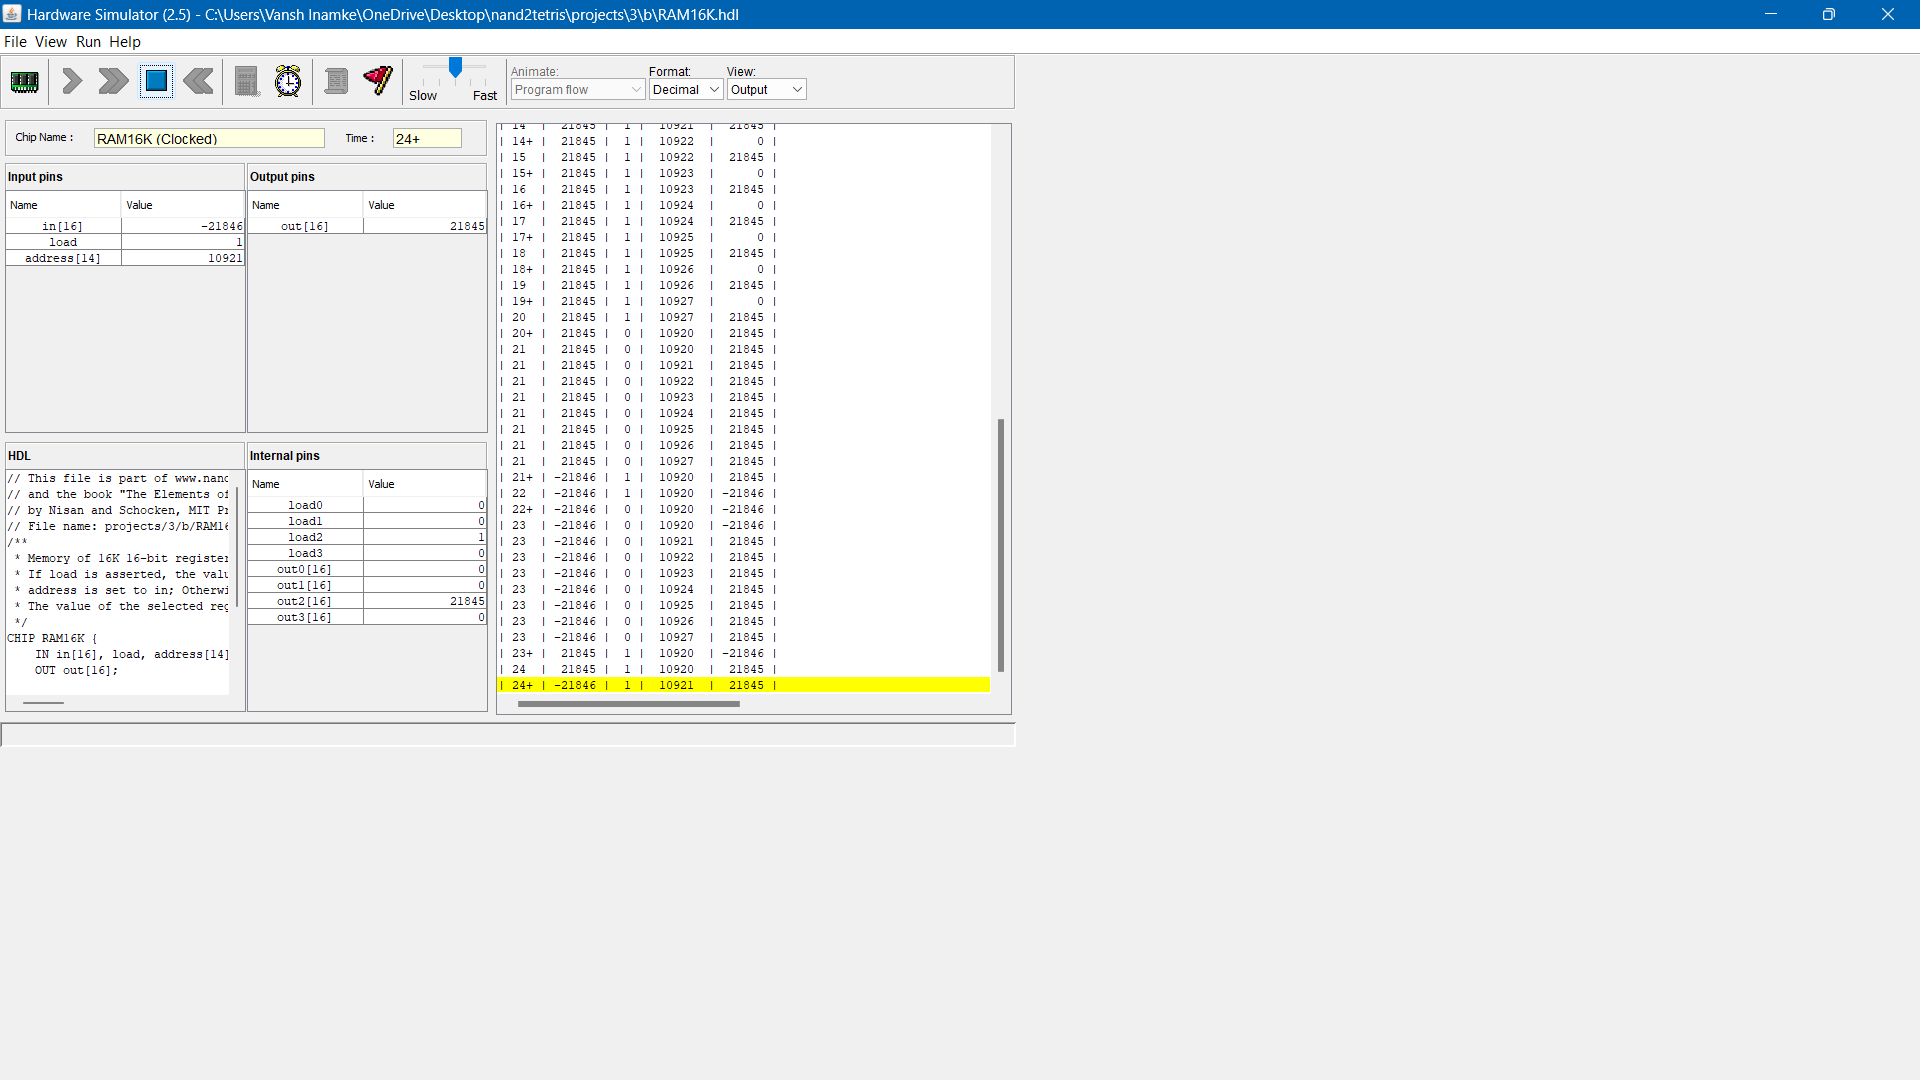 Hardware Simulator (2.5) - C:\Users\Vansh Inamke\OneDrive\Desktop\nand2tetris\projects\3\b\RAM16K.hdl
File View Run Help
Slow Fast
Animate: Format: View:
Program flow Decimal Output
Chip Name : RAM16K (Clocked) Time : 24+
Input pins
Name Value
in[16] -21846
load 1
address[14] 10921
Output pins
Name Value
out[16] 21845
HDL
// This file is part of www.nand
// and the book "The Elements of
// by Nisan and Schocken, MIT Pr
// File name: projects/3/b/RAM16
/**
* Memory of 16K 16-bit register
* If load is asserted, the valu
* address is set to in; Otherwi
* The value of the selected reg
*/
CHIP RAM16K {
IN in[16], load, address[14]
OUT out[16];
Internal pins
Name Value
load0 0
load1 0
load2 1
load3 0
out0[16] 0
out1[16] 0
out2[16] 21845
out3[16] 0
| 14 | 21845 | 1 | 10921 | 21845 |
| 14+ | 21845 | 1 | 10922 | 0 |
| 15 | 21845 | 1 | 10922 | 21845 |
| 15+ | 21845 | 1 | 10923 | 0 |
| 16 | 21845 | 1 | 10923 | 21845 |
| 16+ | 21845 | 1 | 10924 | 0 |
| 17 | 21845 | 1 | 10924 | 21845 |
| 17+ | 21845 | 1 | 10925 | 0 |
| 18 | 21845 | 1 | 10925 | 21845 |
| 18+ | 21845 | 1 | 10926 | 0 |
| 19 | 21845 | 1 | 10926 | 21845 |
| 19+ | 21845 | 1 | 10927 | 0 |
| 20 | 21845 | 1 | 10927 | 21845 |
| 20+ | 21845 | 0 | 10920 | 21845 |
| 21 | 21845 | 0 | 10920 | 21845 |
| 21 | 21845 | 0 | 10921 | 21845 |
| 21 | 21845 | 0 | 10922 | 21845 |
| 21 | 21845 | 0 | 10923 | 21845 |
| 21 | 21845 | 0 | 10924 | 21845 |
| 21 | 21845 | 0 | 10925 | 21845 |
| 21 | 21845 | 0 | 10926 | 21845 |
| 21 | 21845 | 0 | 10927 | 21845 |
| 21+ | -21846 | 1 | 10920 | 21845 |
| 22 | -21846 | 1 | 10920 | -21846 |
| 22+ | -21846 | 0 | 10920 | -21846 |
| 23 | -21846 | 0 | 10920 | -21846 |
| 23 | -21846 | 0 | 10921 | 21845 |
| 23 | -21846 | 0 | 10922 | 21845 |
| 23 | -21846 | 0 | 10923 | 21845 |
| 23 | -21846 | 0 | 10924 | 21845 |
| 23 | -21846 | 0 | 10925 | 21845 |
| 23 | -21846 | 0 | 10926 | 21845 |
| 23 | -21846 | 0 | 10927 | 21845 |
| 23+ | 21845 | 1 | 10920 | -21846 |
| 24 | 21845 | 1 | 10920 | 21845 |
| 24+ | -21846 | 1 | 10921 | 21845 |